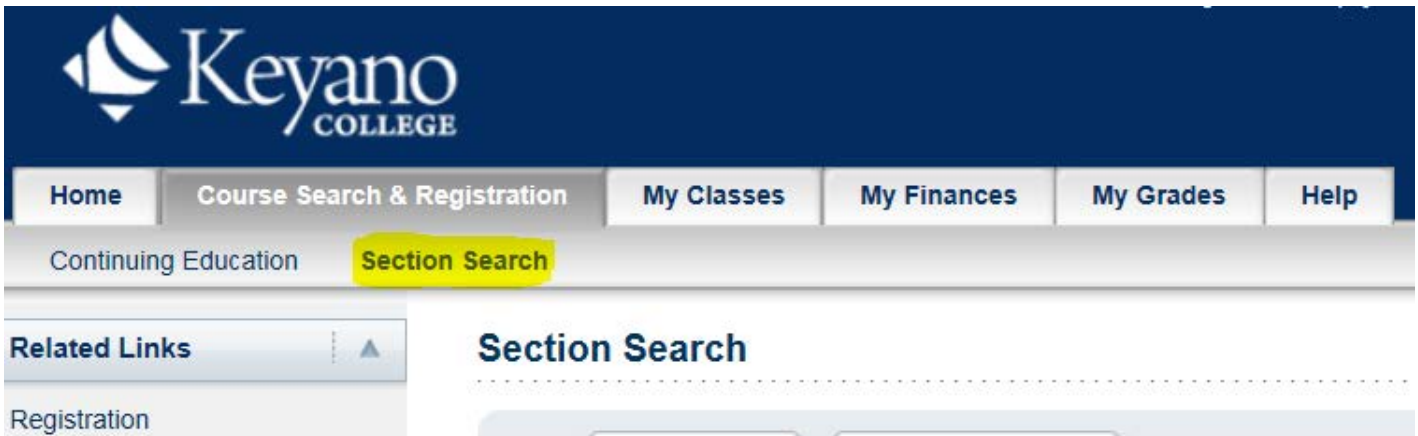 Keyano
COLLEGE
Home Course Search & Registration My Classes My Finances My Grades Help
Continuing Education Section Search
Related Links
Section Search
Registration